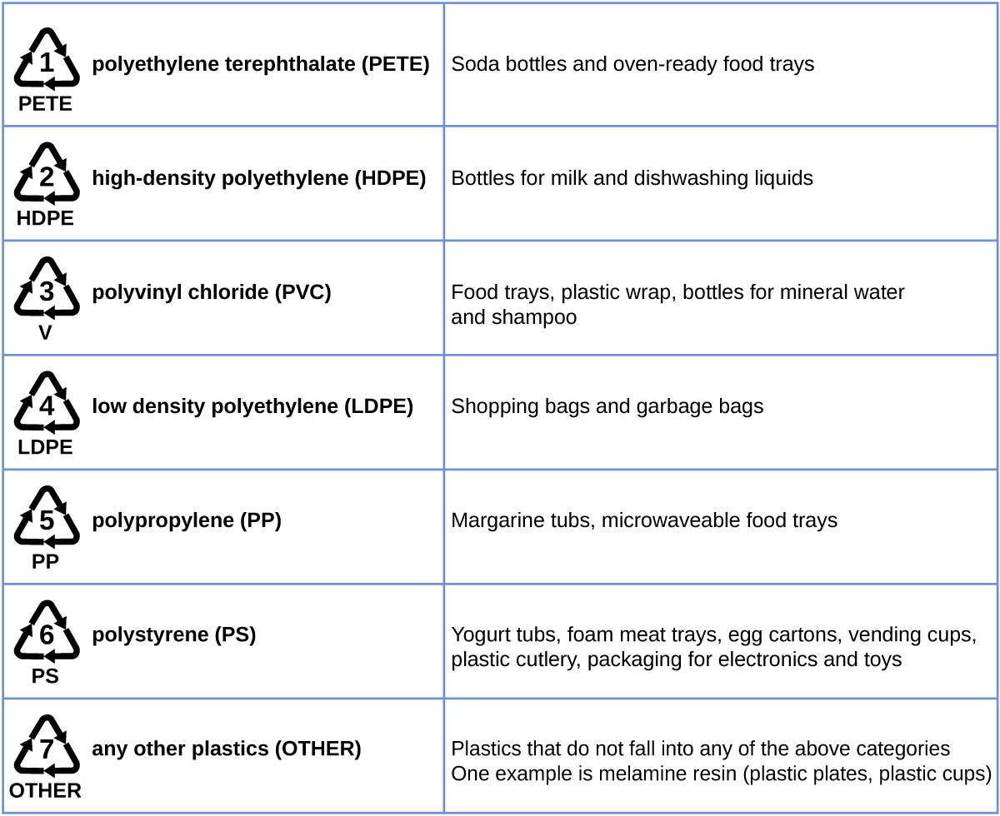 1
PETE
polyethylene terephthalate (PETE)
Soda bottles and oven-ready food trays
2
HDPE
high-density polyethylene (HDPE)
Bottles for milk and dishwashing liquids
3
V
polyvinyl chloride (PVC)
Food trays, plastic wrap, bottles for mineral water
and shampoo
4
LDPE
low density polyethylene (LDPE)
Shopping bags and garbage bags
5
PP
polypropylene (PP)
Margarine tubs, microwaveable food trays
6
PS
polystyrene (PS)
Yogurt tubs, foam meat trays, egg cartons, vending cups,
plastic cutlery, packaging for electronics and toys
7
OTHER
any other plastics (OTHER)
Plastics that do not fall into any of the above categories
One example is melamine resin (plastic plates, plastic cups)